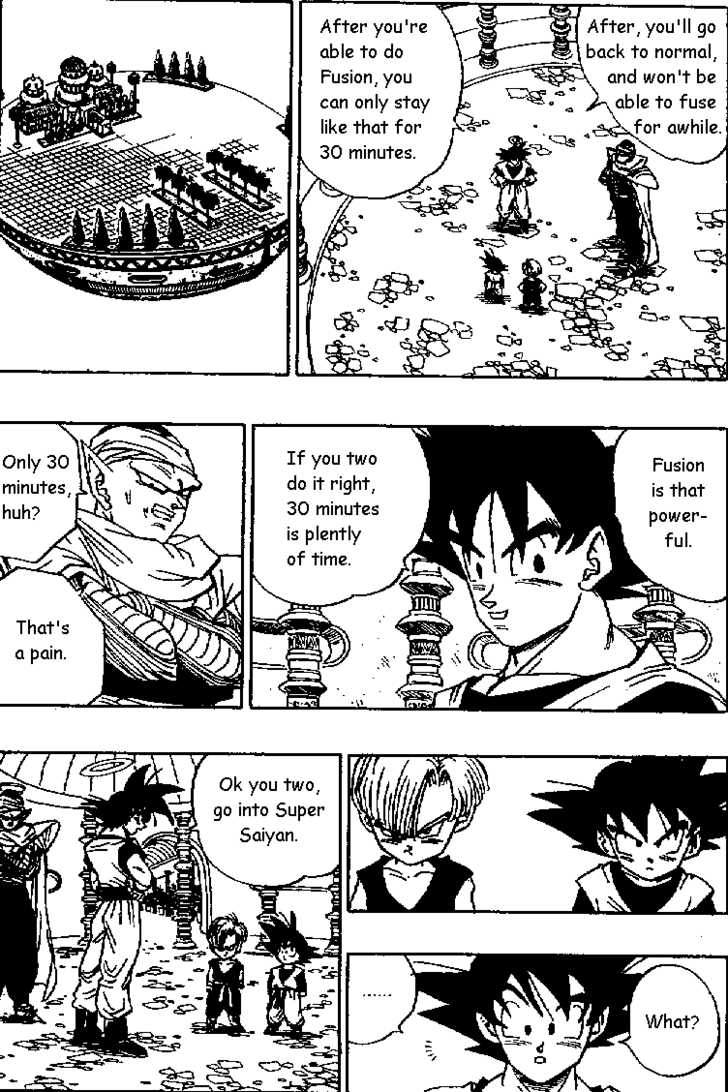 After you're
able to do
Fusion, you
can only stay
like that for
30 minutes.
After, you'll go
back to normal,
and won't be
able to fuse
for awhile.
Only 30
minutes,
huh?
That's
a pain.
If you two
do it right,
30 minutes
is plently
of time.
Fusion
is that
power-
ful.
Ok you two,
go into Super
Saiyan.
......
What?